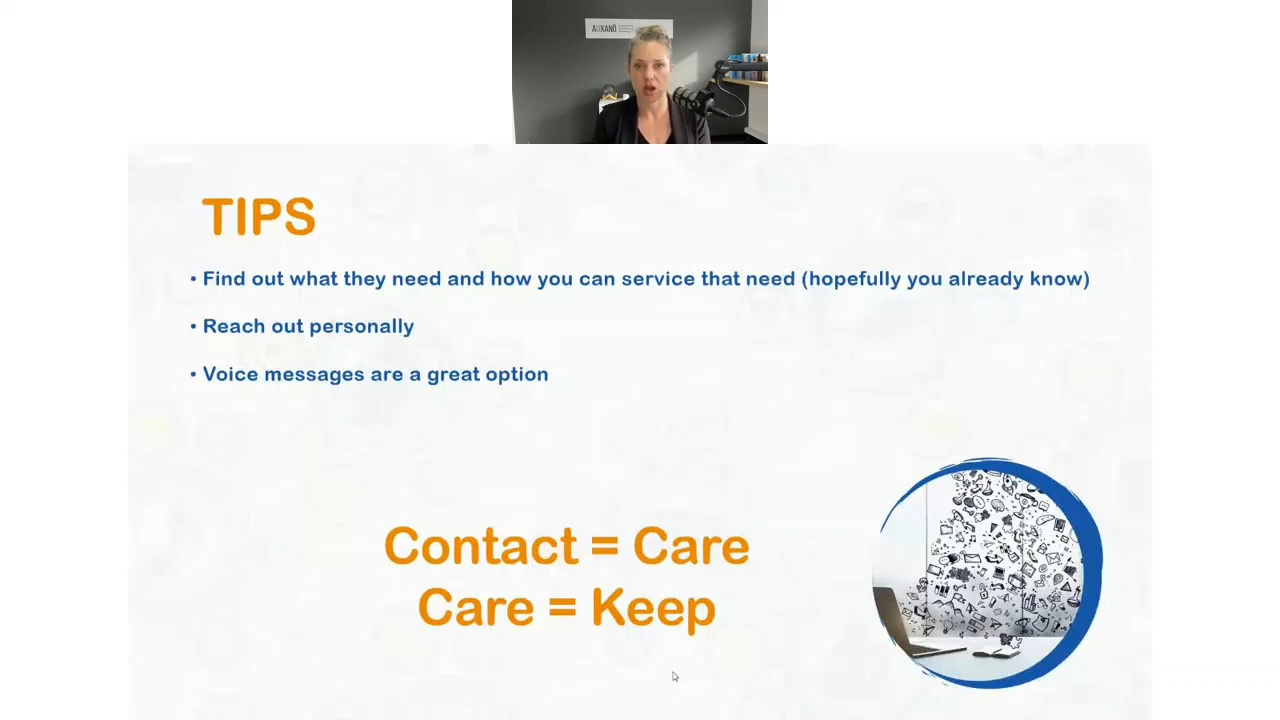 AUXANO
TIPS
• Find out what they need and how you can service that need (hopefully you already know)
• Reach out personally
• Voice messages are a great option
Contact = Care
Care = Keep